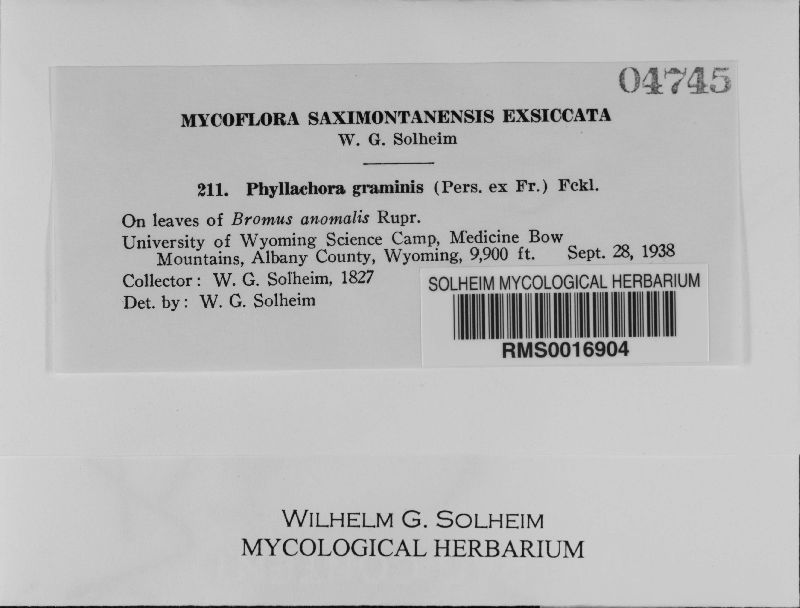 04745
MYCOFLORA SAXIMONTANENSIS EXSICCATA
W. G. Solheim
211. Phyllachora graminis (Pers. ex Fr.) Fckl.
On leaves of Bromus anomalis Rupr.
University of Wyoming Science Camp, Medicine Bow
Mountains, Albany County, Wyoming, 9,900 ft. Sept. 28, 1938
Collector: W. G. Solheim, 1827
Det. by: W. G. Solheim
SOLHEIM MYCOLOGICAL HERBARIUM
RMS0016904
WILHELM G. SOLHEIM
MYCOLOGICAL HERBARIUM